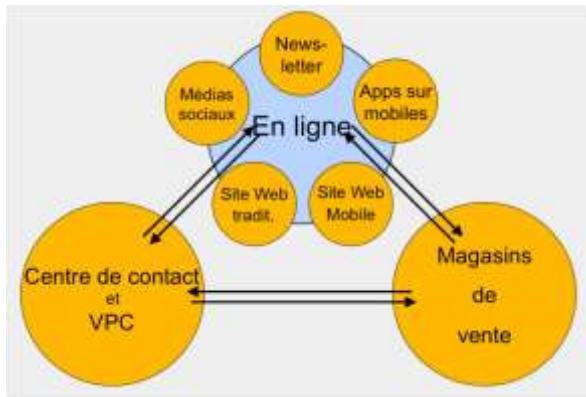 News-
letter
Médias
sociaux
Apps sur
mobiles
En ligne
Site Web
tradit.
Site Web
Mobile
Centre de contact
et
VPC
Magasins
de
vente